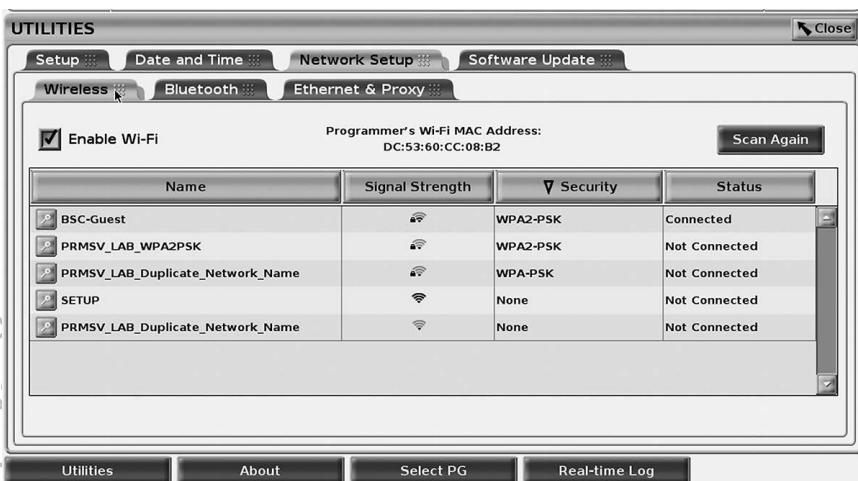 UTILITIES
Close
Setup Date and Time Network Setup Software Update
Wireless Bluetooth Ethernet & Proxy
Enable Wi-Fi
Programmer's Wi-Fi MAC Address:
DC:53:60:CC:08:B2
Scan Again
Name Signal Strength Security Status
BSC-Guest WPA2-PSK Connected
PRMSV_LAB_WPA2PSK WPA2-PSK Not Connected
PRMSV_LAB_Duplicate_Network_Name WPA-PSK Not Connected
SETUP None Not Connected
PRMSV_LAB_Duplicate_Network_Name None Not Connected
Utilities About Select PG Real-time Log